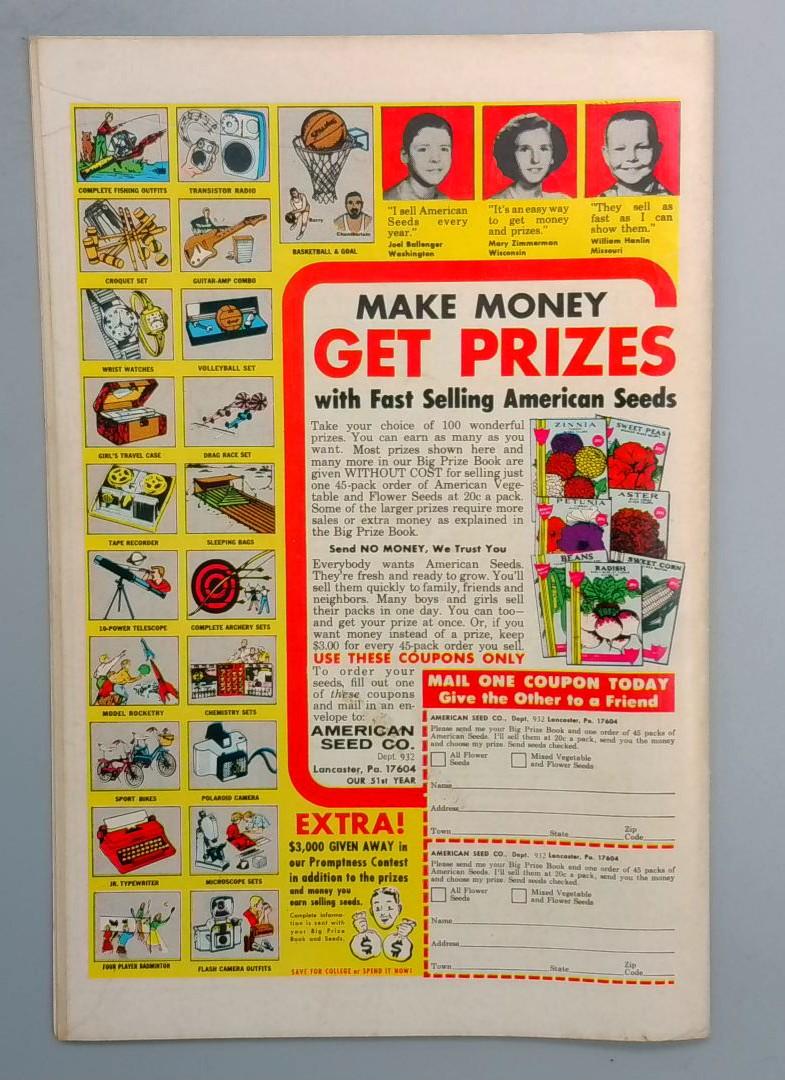 COMPLETE FISHING OUTFITS
TRANSISTOR RADIO
Spalding
Barry
Chamberlain
BASKETBALL & GOAL
CROQUET SET
GUITAR-AMP COMBO
WRIST WATCHES
VOLLEYBALL SET
GIRL'S TRAVEL CASE
DRAG RACE SET
TAPE RECORDER
SLEEPING BAGS
10-POWER TELESCOPE
COMPLETE ARCHERY SETS
MODEL ROCKETRY
CHEMISTRY SETS
SPORT BIKES
POLAROID CAMERA
JR. TYPEWRITER
MICROSCOPE SETS
FOUR PLAYER BADMINTON
FLASH CAMERA OUTFITS
"I sell American
Seeds every
year."
Joel Ballenger
Washington
"It's an easy way
to get money
and prizes."
Mary Zimmerman
Wisconsin
"They sell as
fast as I can
show them."
William Hanlin
Missouri
MAKE MONEY
GET PRIZES
with Fast Selling American Seeds
Take your choice of 100 wonderful
prizes. You can earn as many as you
want. Most prizes shown here and
many more in our Big Prize Book are
given WITHOUT COST for selling just
one 45-pack order of American Vege-
table and Flower Seeds at 20c a pack.
Some of the larger prizes require more
sales or extra money as explained in
the Big Prize Book.
Send NO MONEY, We Trust You
Everybody wants American Seeds.
They're fresh and ready to grow. You'll
sell them quickly to family, friends and
neighbors. Many boys and girls sell
their packs in one day. You can too—
and get your prize at once. Or, if you
want money instead of a prize, keep
$3.00 for every 45-pack order you sell.
USE THESE COUPONS ONLY
To order your
seeds, fill out one
of these coupons
and mail in an en-
velope to:
AMERICAN
SEED CO.
Dept. 932
Lancaster, Pa. 17604
OUR 51st YEAR
ZINNIA
SWEET PEAS
PETUNIA
ASTER
BEANS
RADISH
SWEET CORN
MAIL ONE COUPON TODAY
Give the Other to a Friend
AMERICAN SEED CO., Dept. 932 Lancaster, Pa. 17604
Please send me your Big Prize Book and one order of 45 packs of
American Seeds. I'll sell them at 20c a pack, send you the money
and choose my prize. Send seeds checked.
All Flower
Seeds
Mixed Vegetable
and Flower Seeds
Name
Address
Town State Zip
Code
AMERICAN SEED CO., Dept. 932 Lancaster, Pa. 17604
Please send me your Big Prize Book and one order of 45 packs of
American Seeds. I'll sell them at 20c a pack, send you the money
and choose my prize. Send seeds checked.
All Flower
Seeds
Mixed Vegetable
and Flower Seeds
Name
Address
Town State Zip
Code
EXTRA!
$3,000 GIVEN AWAY in
our Promptness Contest
in addition to the prizes
and money you
earn selling seeds.
Complete informa-
tion is sent with
your Big Prize
Book and Seeds.
$ $
SAVE FOR COLLEGE or SPEND IT NOW!